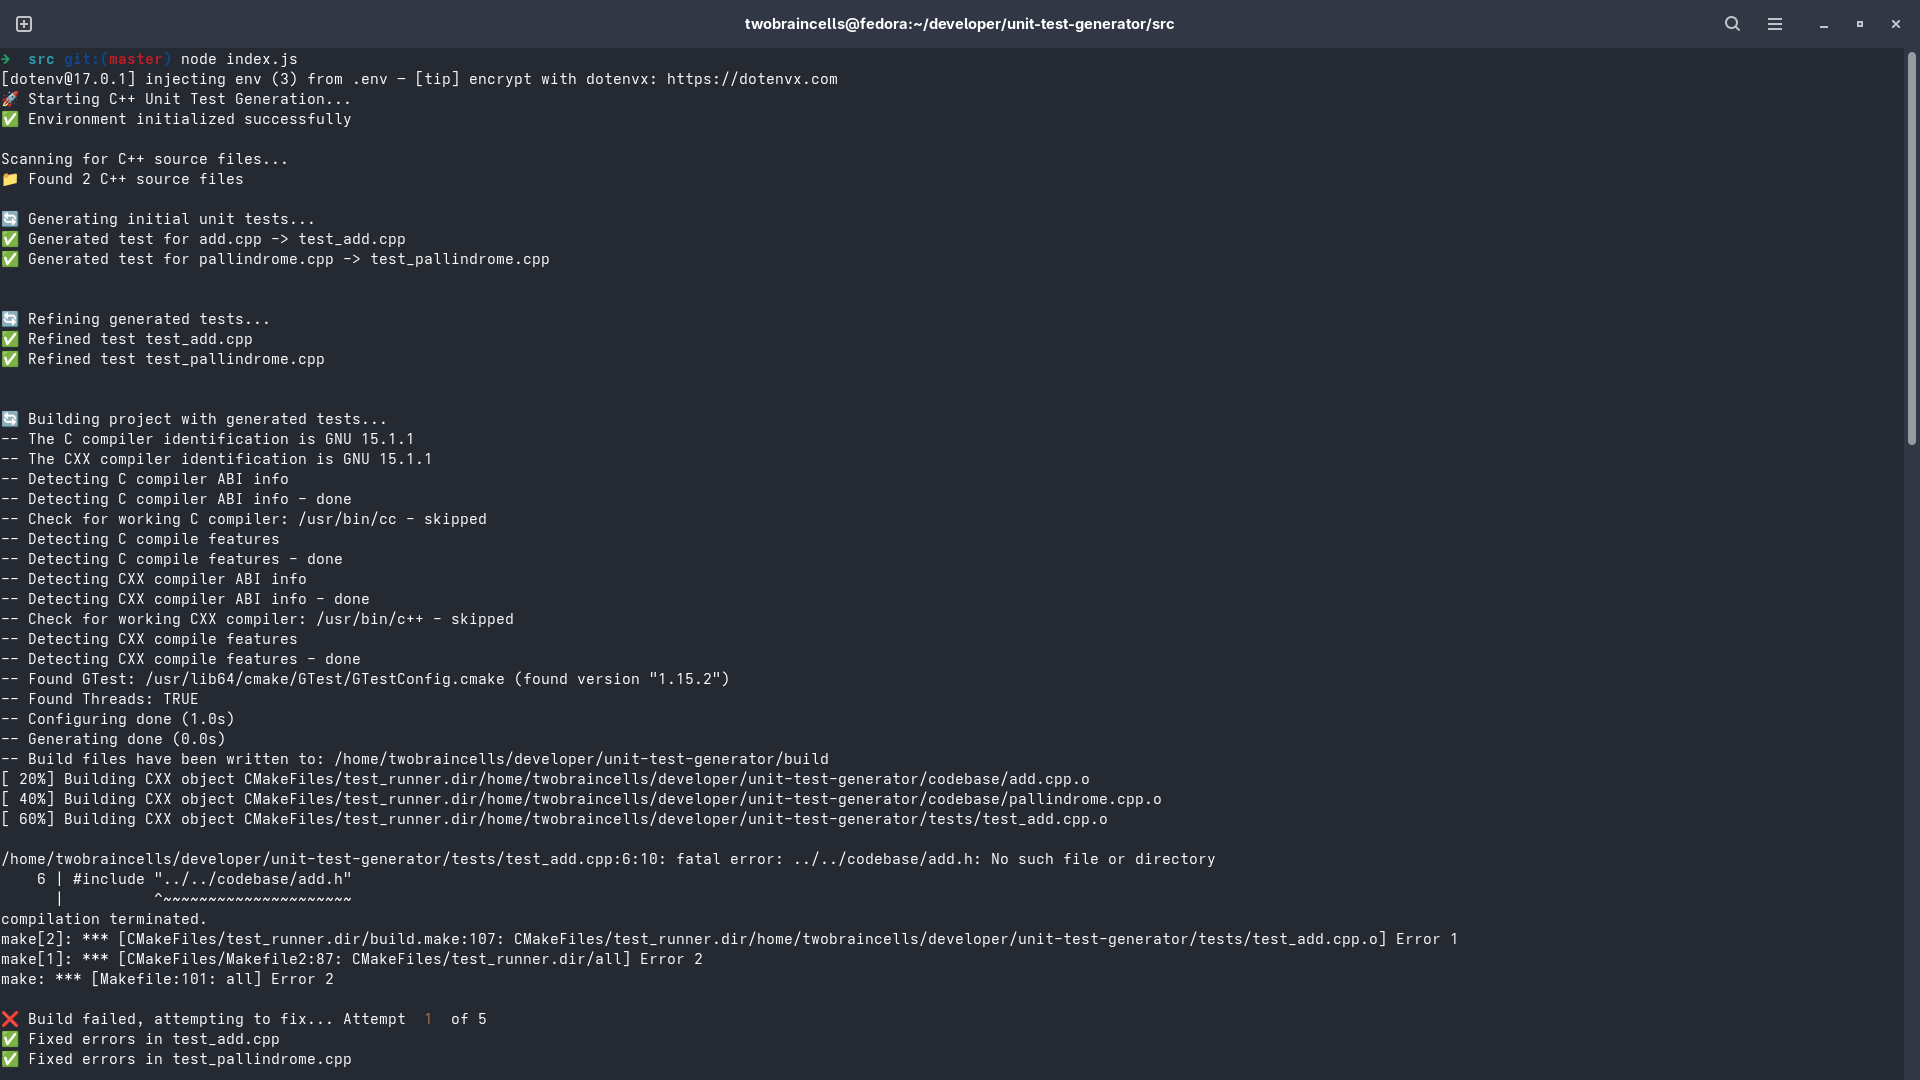 twobraincells@fedora:~/developer/unit-test-generator/src
➜  src git:(master) node index.js
[dotenv@17.0.1] injecting env (3) from .env – [tip] encrypt with dotenvx: https://dotenvx.com
🚀 Starting C++ Unit Test Generation...
✅ Environment initialized successfully
Scanning for C++ source files...
📁 Found 2 C++ source files
🔄 Generating initial unit tests...
✅ Generated test for add.cpp -> test_add.cpp
✅ Generated test for pallindrome.cpp -> test_pallindrome.cpp
🔄 Refining generated tests...
✅ Refined test test_add.cpp
✅ Refined test test_pallindrome.cpp
🔄 Building project with generated tests...
-- The C compiler identification is GNU 15.1.1
-- The CXX compiler identification is GNU 15.1.1
-- Detecting C compiler ABI info
-- Detecting C compiler ABI info - done
-- Check for working C compiler: /usr/bin/cc - skipped
-- Detecting C compile features
-- Detecting C compile features - done
-- Detecting CXX compiler ABI info
-- Detecting CXX compiler ABI info - done
-- Check for working CXX compiler: /usr/bin/c++ - skipped
-- Detecting CXX compile features
-- Detecting CXX compile features - done
-- Found GTest: /usr/lib64/cmake/GTest/GTestConfig.cmake (found version "1.15.2")
-- Found Threads: TRUE
-- Configuring done (1.0s)
-- Generating done (0.0s)
-- Build files have been written to: /home/twobraincells/developer/unit-test-generator/build
[ 20%] Building CXX object CMakeFiles/test_runner.dir/home/twobraincells/developer/unit-test-generator/codebase/add.cpp.o
[ 40%] Building CXX object CMakeFiles/test_runner.dir/home/twobraincells/developer/unit-test-generator/codebase/pallindrome.cpp.o
[ 60%] Building CXX object CMakeFiles/test_runner.dir/home/twobraincells/developer/unit-test-generator/tests/test_add.cpp.o
/home/twobraincells/developer/unit-test-generator/tests/test_add.cpp:6:10: fatal error: ../../codebase/add.h: No such file or directory
    6 | #include "../../codebase/add.h"
      |          ^~~~~~~~~~~~~~~~~~~~~~
compilation terminated.
make[2]: *** [CMakeFiles/test_runner.dir/build.make:107: CMakeFiles/test_runner.dir/home/twobraincells/developer/unit-test-generator/tests/test_add.cpp.o] Error 1
make[1]: *** [CMakeFiles/Makefile2:87: CMakeFiles/test_runner.dir/all] Error 2
make: *** [Makefile:101: all] Error 2
❌ Build failed, attempting to fix... Attempt  1  of 5
✅ Fixed errors in test_add.cpp
✅ Fixed errors in test_pallindrome.cpp